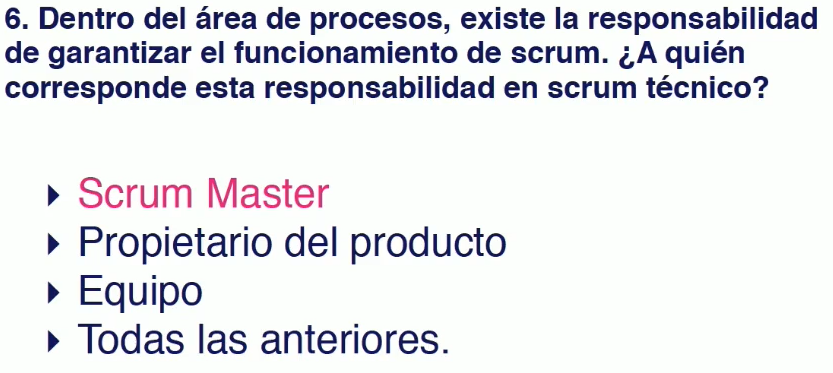 6. Dentro del área de procesos, existe la responsabilidad
de garantizar el funcionamiento de scrum. ¿A quién
corresponde esta responsabilidad en scrum técnico?
Scrum Master
Propietario del producto
Equipo
Todas las anteriores.